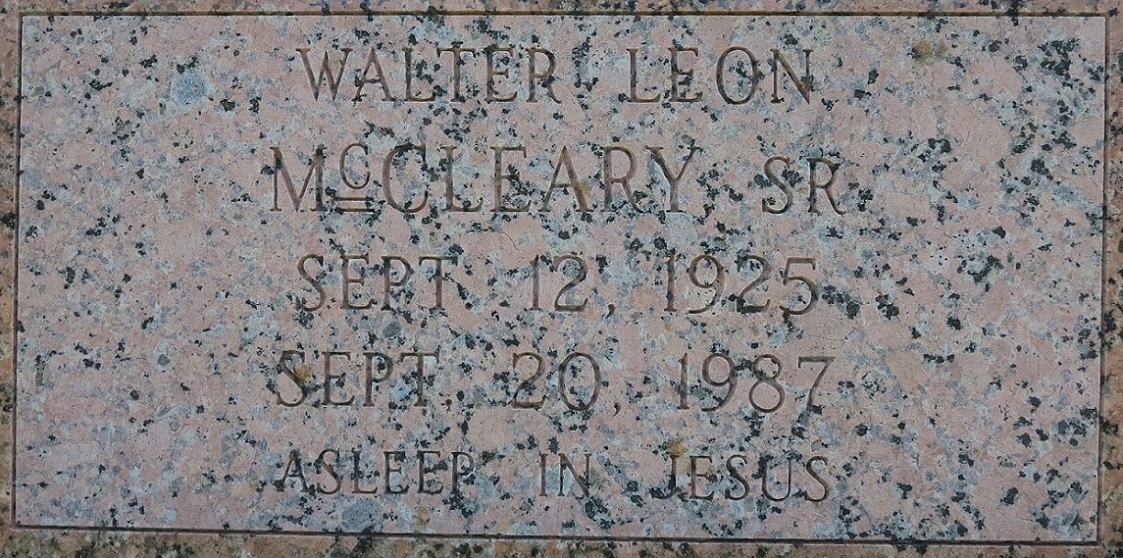 WALTER LEON
McCLEARY SR
SEPT 12, 1925
SEPT. 20, 1987
ASLEEP IN JESUS